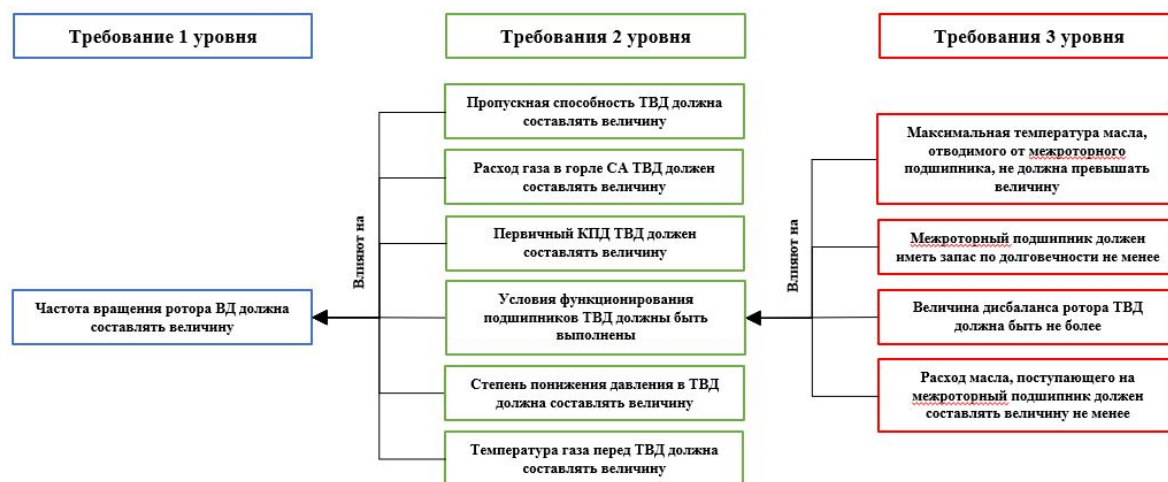 Требование 1 уровня
Требования 2 уровня
Требования 3 уровня
Частота вращения ротора ВД должна
составлять величину
Влияют на
Пропускная способность ТВД должна
составлять величину
Расход газа в горле СА ТВД должен
составлять величину
Первичный КПД ТВД должен
составлять величину
Условия функционирования
подшипников ТВД должны быть
выполнены
Степень понижения давления в ТВД
должна составлять величину
Температура газа перед ТВД должна
составлять величину
Влияют на
Максимальная температура масла,
отводимого от межроторного
подшипника, не должна превышать
величину
Межроторный подшипник должен
иметь запас по долговечности не менее
Величина дисбаланса ротора ТВД
должна быть не более
Расход масла, поступающего на
межроторный подшипник должен
составлять величину не менее